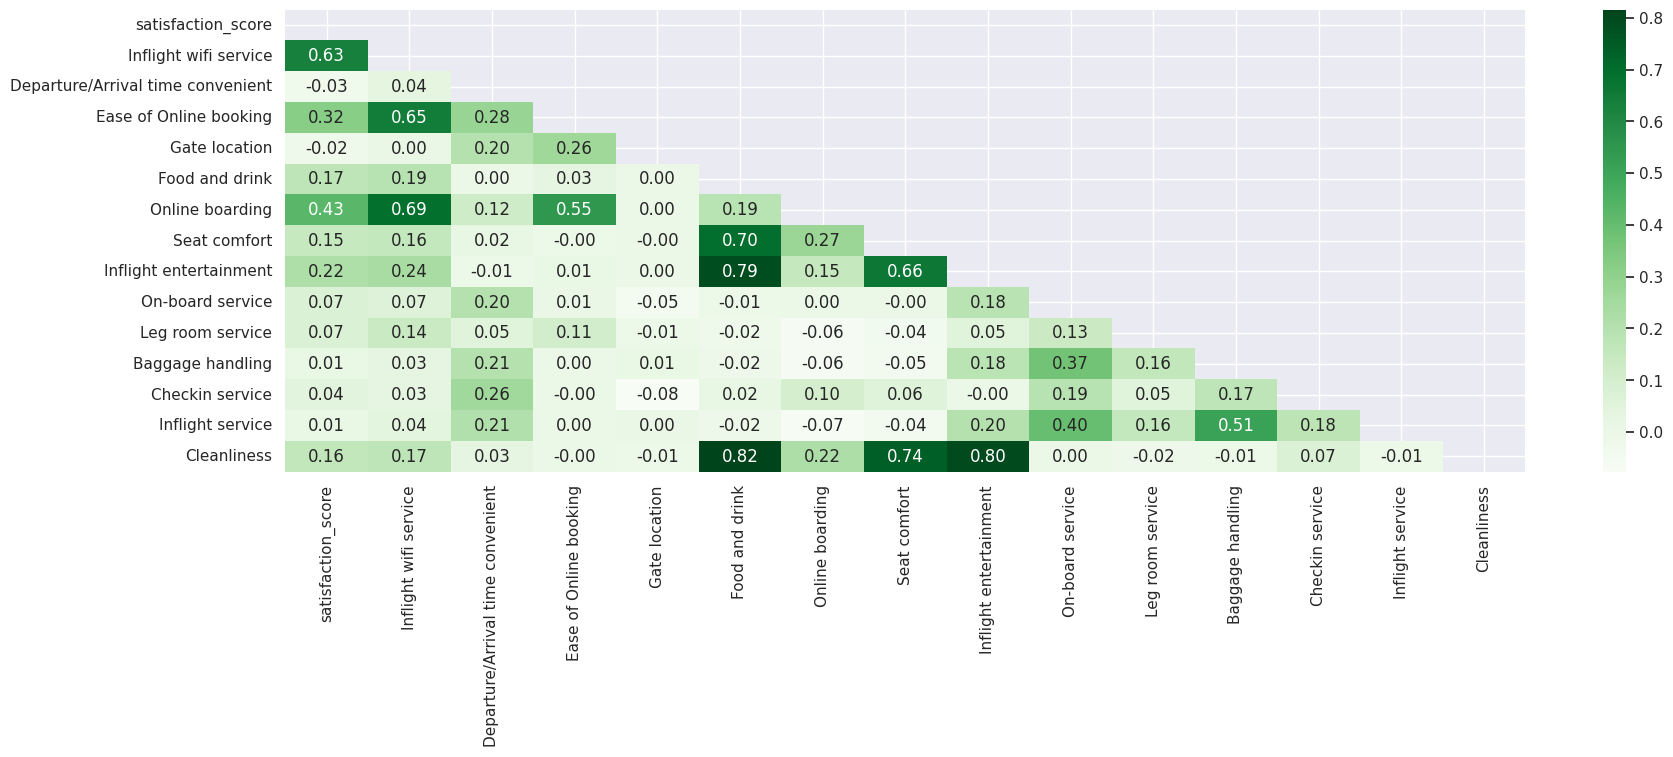 satisfaction_score
0.8
Inflight wifi service 0.63
0.7
Departure/Arrival time convenient -0.03 0.04
Ease of Online booking 0.32 0.65 0.28
0.6
Gate location -0.02 0.00 0.20 0.26
Food and drink 0.17 0.19 0.00 0.03 0.00
0.5
Online boarding 0.43 0.69 0.12 0.55 0.00 0.19
0.4
Seat comfort 0.15 0.16 0.02 -0.00 -0.00 0.70 0.27
Inflight entertainment 0.22 0.24 -0.01 0.01 0.00 0.79 0.15 0.66
0.3
On-board service 0.07 0.07 0.20 0.01 -0.05 -0.01 0.00 -0.00 0.18
0.2
Leg room service 0.07 0.14 0.05 0.11 -0.01 -0.02 -0.06 -0.04 0.05 0.13
Baggage handling 0.01 0.03 0.21 0.00 0.01 -0.02 -0.06 -0.05 0.18 0.37 0.16
0.1
Checkin service 0.04 0.03 0.26 -0.00 -0.08 0.02 0.10 0.06 -0.00 0.19 0.05 0.17
Inflight service 0.01 0.04 0.21 0.00 0.00 -0.02 -0.07 -0.04 0.20 0.40 0.16 0.51 0.18
0.0
Cleanliness 0.16 0.17 0.03 -0.00 -0.01 0.82 0.22 0.74 0.80 0.00 -0.02 -0.01 0.07 -0.01
satisfaction_score
Inflight wifi service
Departure/Arrival time convenient
Ease of Online booking
Gate location
Food and drink
Online boarding
Seat comfort
Inflight entertainment
On-board service
Leg room service
Baggage handling
Checkin service
Inflight service
Cleanliness